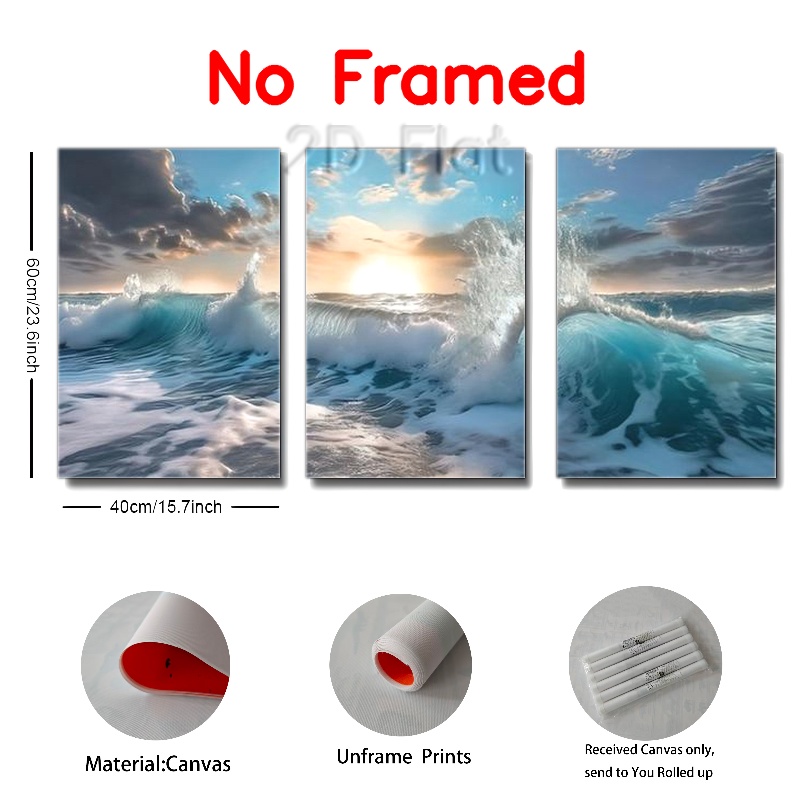 No Framed
2D Flat
60cm/23.6inch
40cm/15.7inch
Material:Canvas
Unframe Prints
Received Canvas only,
send to You Rolled up